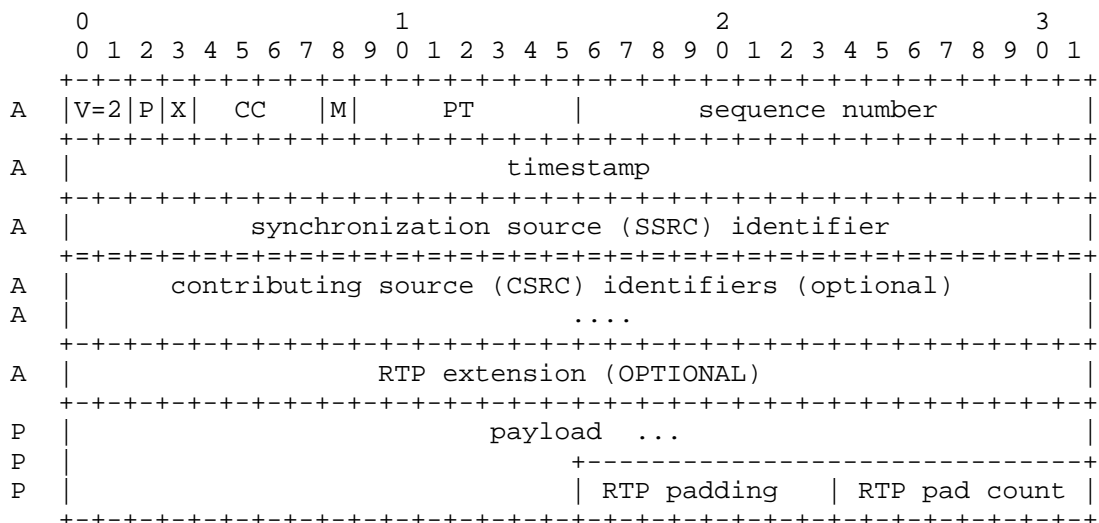 0                   1                   2                   3
 0 1 2 3 4 5 6 7 8 9 0 1 2 3 4 5 6 7 8 9 0 1 2 3 4 5 6 7 8 9 0 1
+-+-+-+-+-+-+-+-+-+-+-+-+-+-+-+-+-+-+-+-+-+-+-+-+-+-+-+-+-+-+-+-+
A |V=2|P|X| CC |M| PT | sequence number |
+-+-+-+-+-+-+-+-+-+-+-+-+-+-+-+-+-+-+-+-+-+-+-+-+-+-+-+-+-+-+-+-+
A | timestamp |
+-+-+-+-+-+-+-+-+-+-+-+-+-+-+-+-+-+-+-+-+-+-+-+-+-+-+-+-+-+-+-+-+
A | synchronization source (SSRC) identifier |
+=+=+=+=+=+=+=+=+=+=+=+=+=+=+=+=+=+=+=+=+=+=+=+=+=+=+=+=+=+=+=+=+
A | contributing source (CSRC) identifiers (optional) |
A | .... |
+-+-+-+-+-+-+-+-+-+-+-+-+-+-+-+-+-+-+-+-+-+-+-+-+-+-+-+-+-+-+-+-+
A | RTP extension (OPTIONAL) |
+-+-+-+-+-+-+-+-+-+-+-+-+-+-+-+-+-+-+-+-+-+-+-+-+-+-+-+-+-+-+-+-+
P | payload ... |
P | +-------------------------------+
P | | RTP padding | RTP pad count |
+-+-+-+-+-+-+-+-+-+-+-+-+-+-+-+-+-+-+-+-+-+-+-+-+-+-+-+-+-+-+-+-+